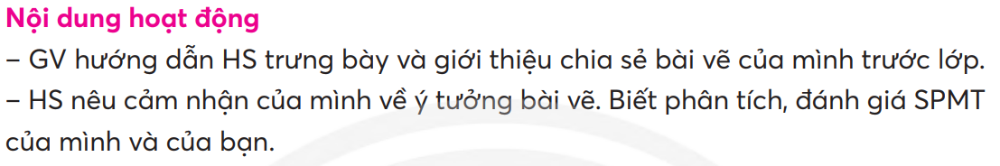 Nội dung hoạt động
– GV hướng dẫn HS trưng bày và giới thiệu chia sẻ bài vẽ của mình trước lớp.
– HS nêu cảm nhận của mình về ý tưởng bài vẽ. Biết phân tích, đánh giá SPMT
của mình và của bạn.